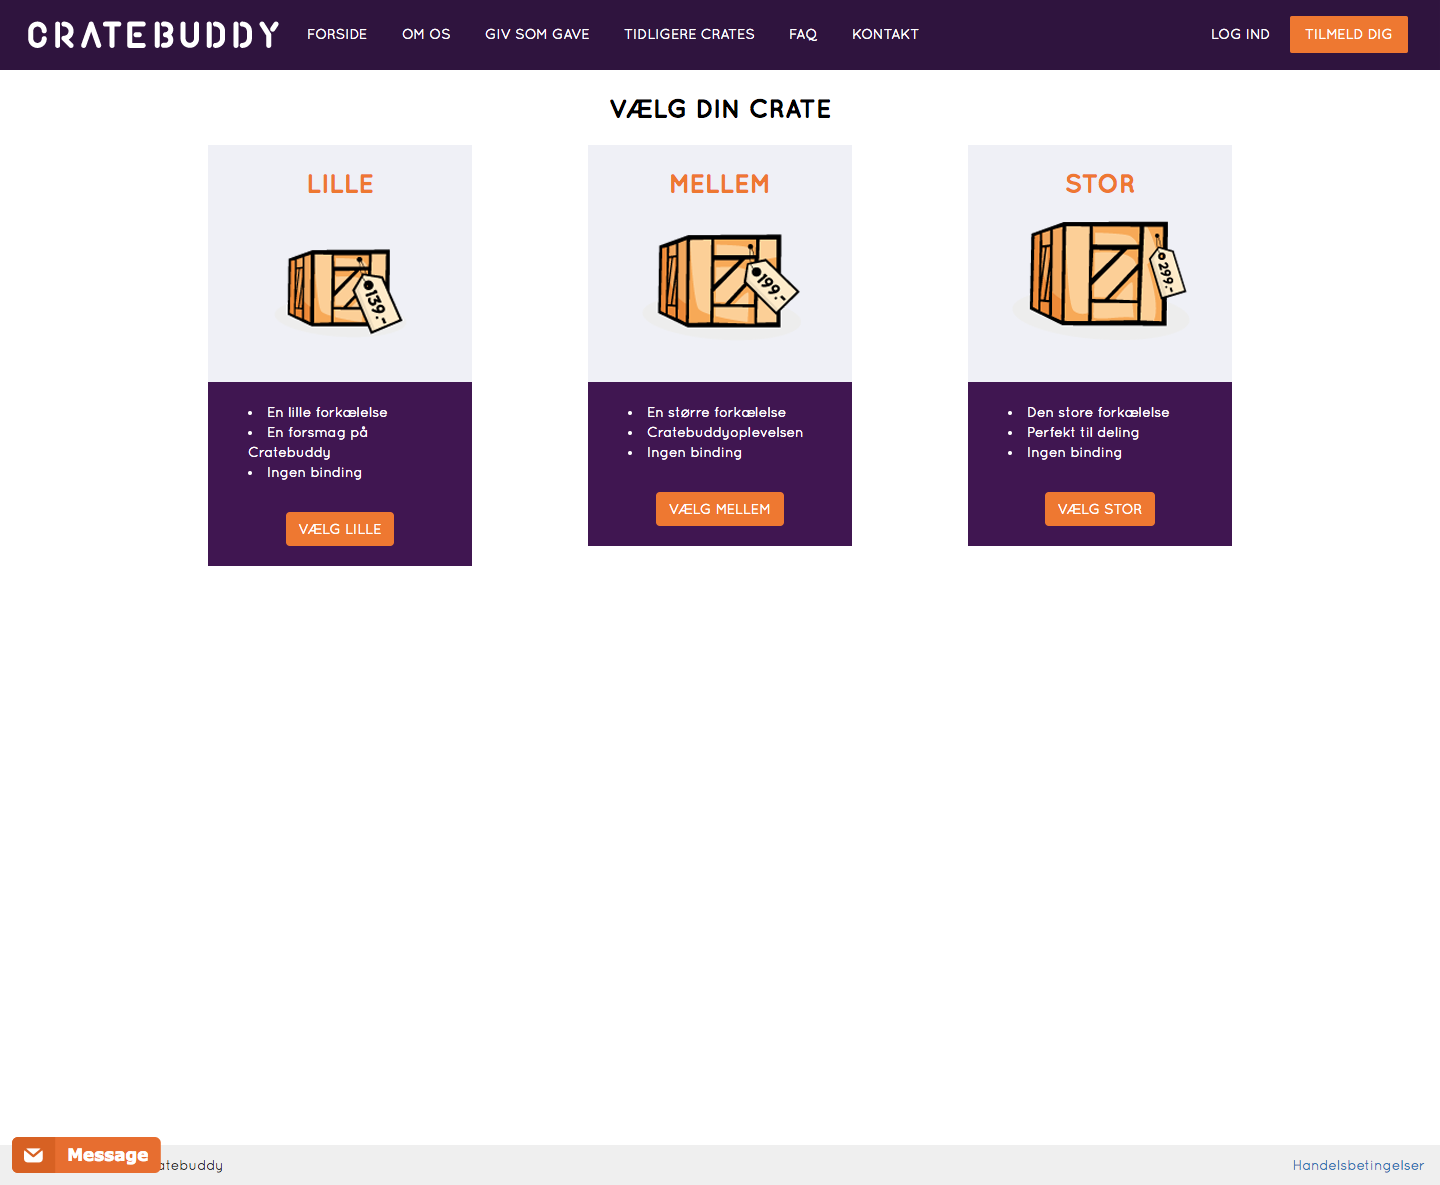 CRATEBUDDY FORSIDE OM OS GIV SOM GAVE TIDLIGERE CRATES FAQ KONTAKT LOG IND TILMELD DIG
VÆLG DIN CRATE
LILLE
139.-
En lille forkælelse
En forsmag på
Cratebuddy
Ingen binding
VÆLG LILLE
MELLEM
199.-
En større forkælelse
Cratebuddyoplevelsen
Ingen binding
VÆLG MELLEM
STOR
299.-
Den store forkælelse
Perfekt til deling
Ingen binding
VÆLG STOR
Message
atebuddy
Handelsbetingelser